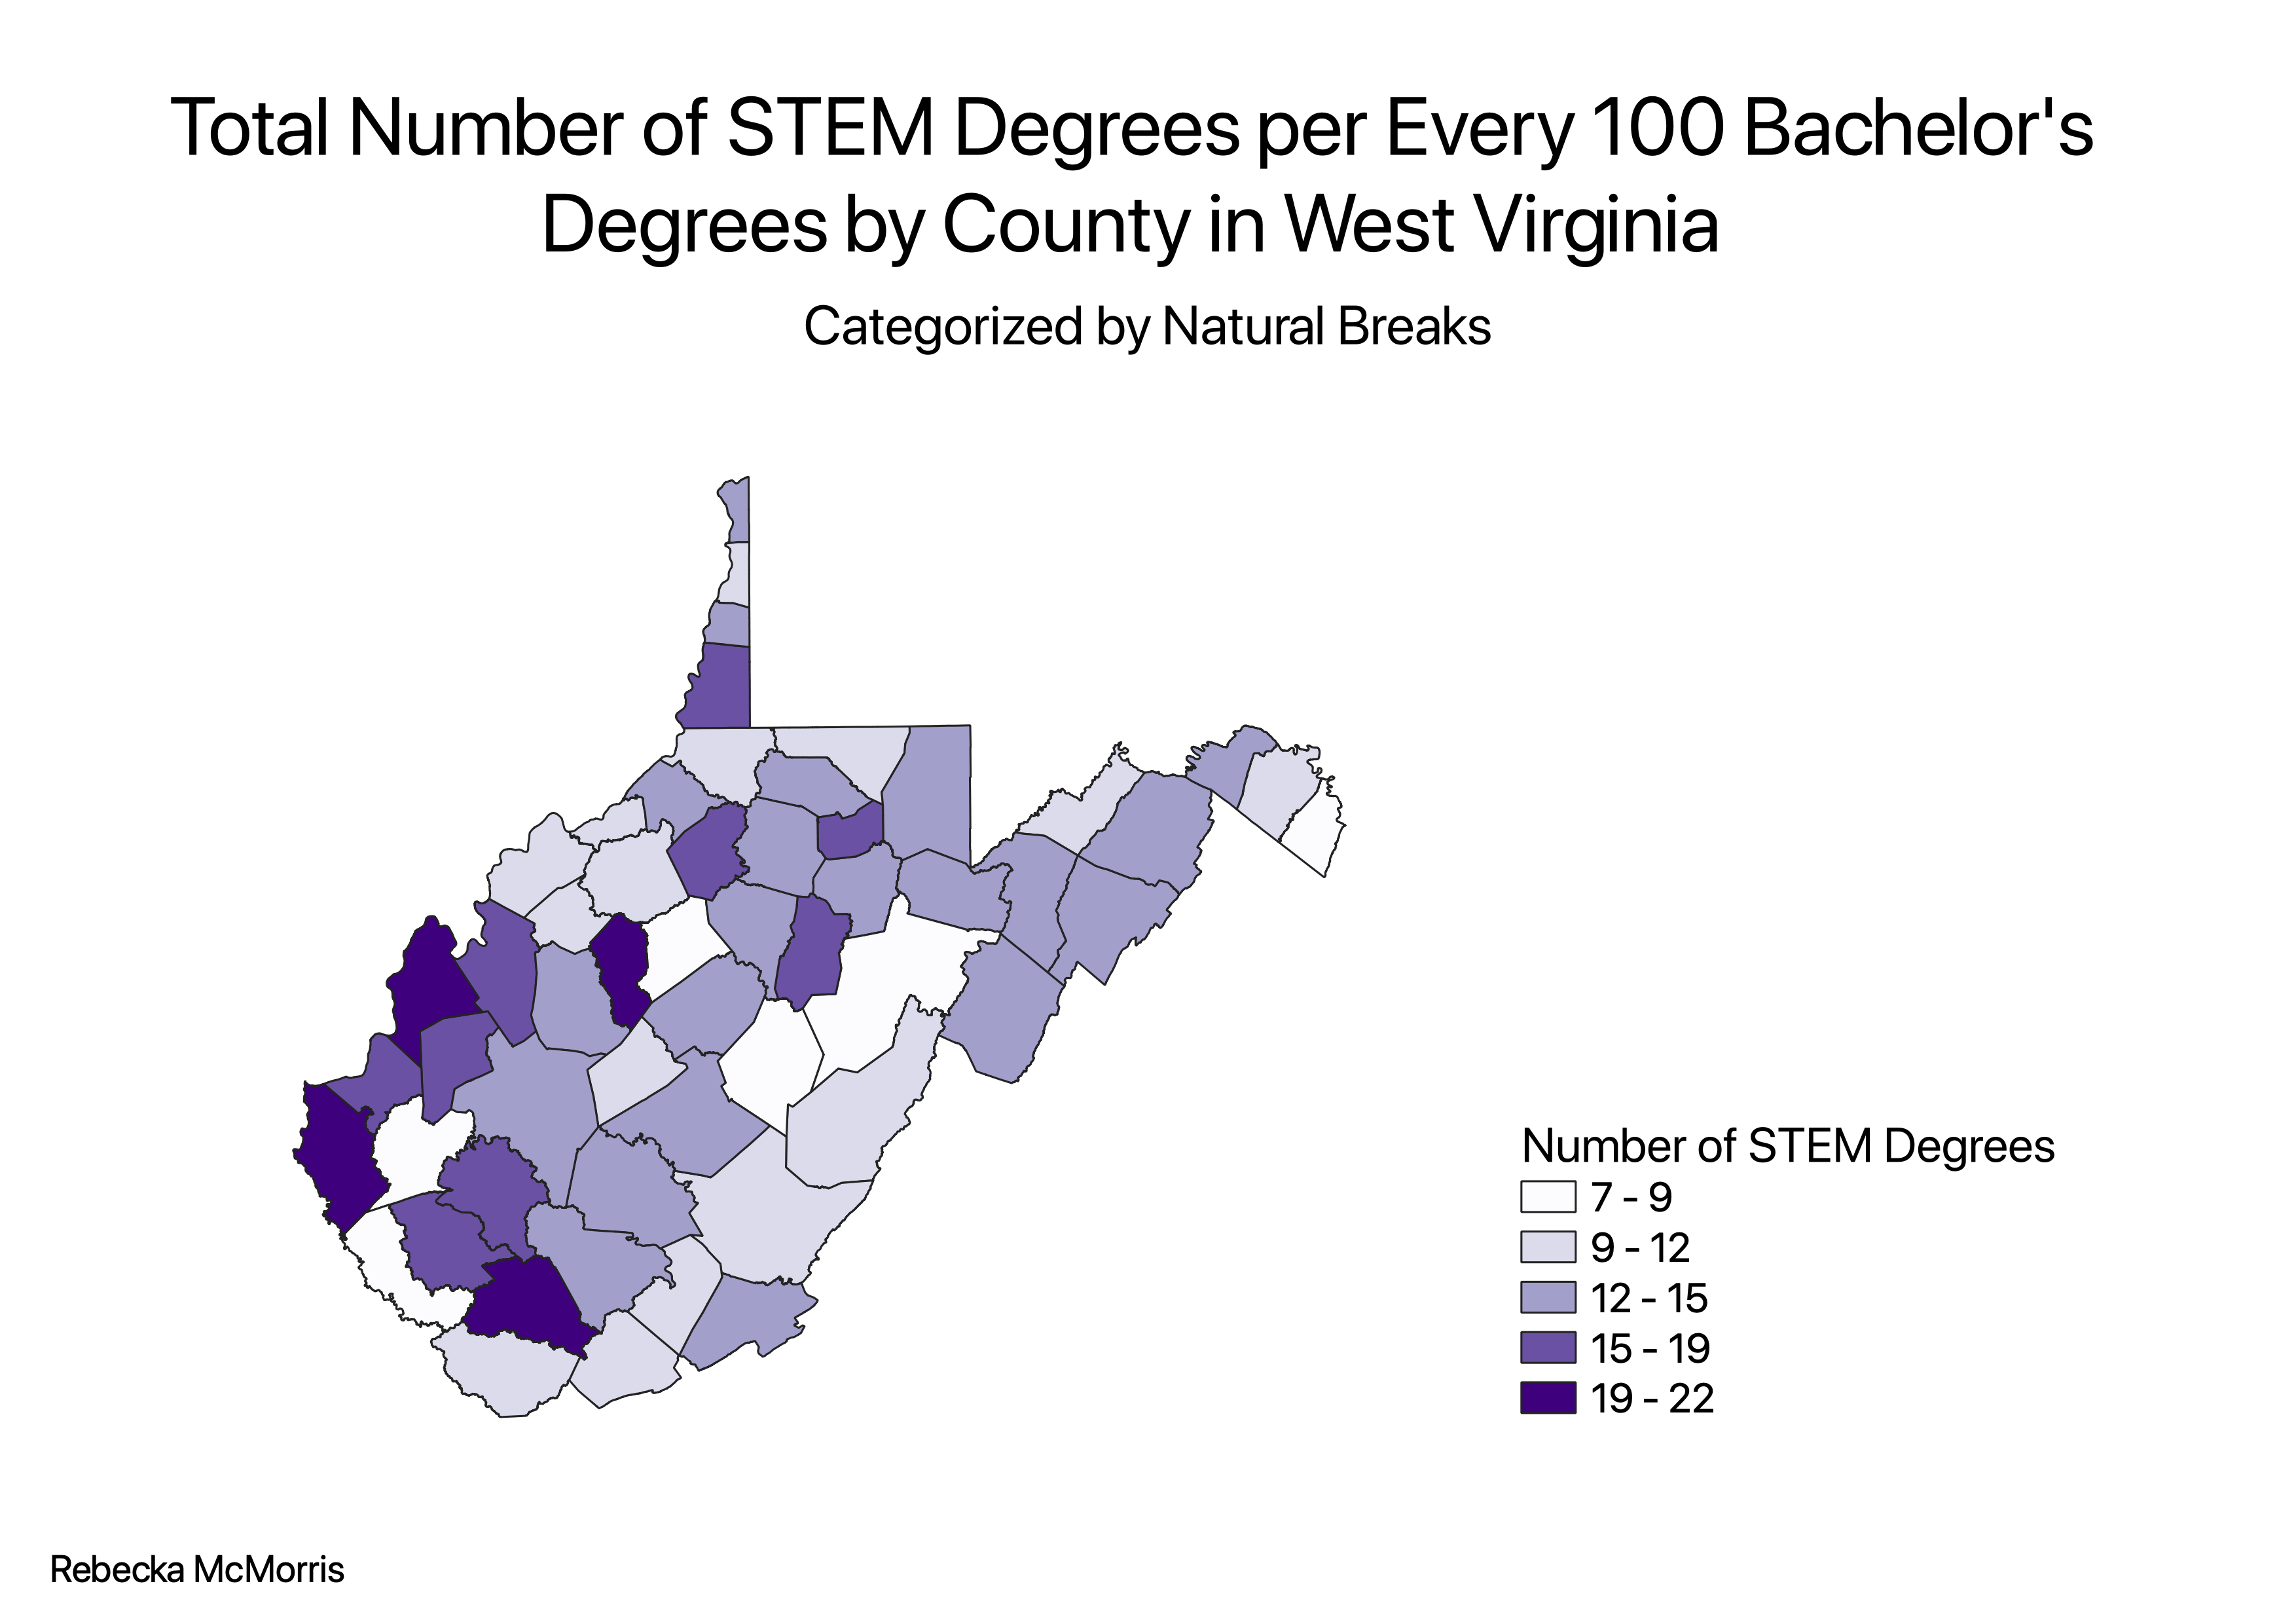 Total Number of STEM Degrees per Every 100 Bachelor's
Degrees by County in West Virginia
Categorized by Natural Breaks
Number of STEM Degrees
7 - 9
9 - 12
12 - 15
15 - 19
19 - 22
Rebecka McMorris